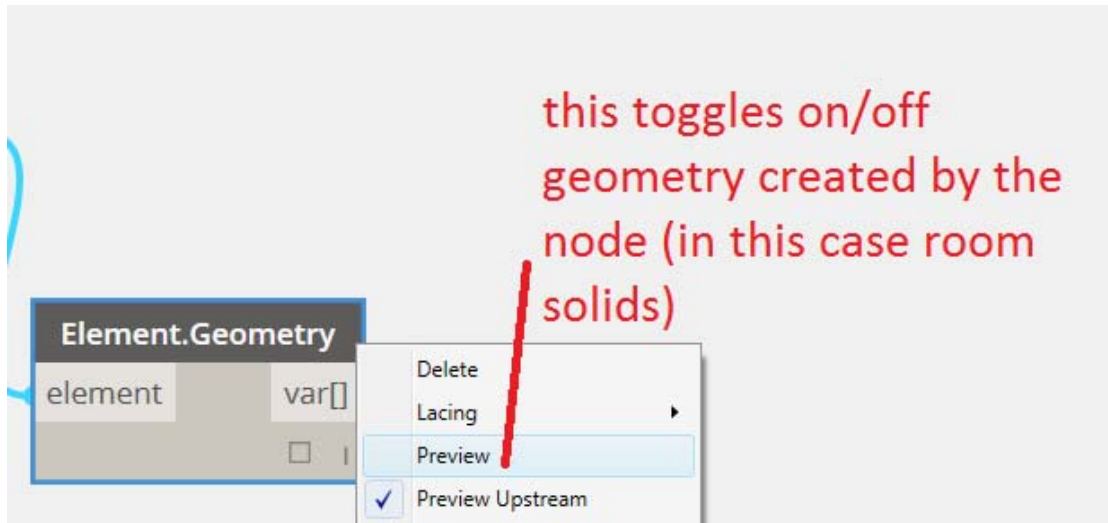 this toggles on/off
geometry created by the
node (in this case room
solids)
Element.Geometry
element var[]
Delete
Lacing
Preview
Preview Upstream